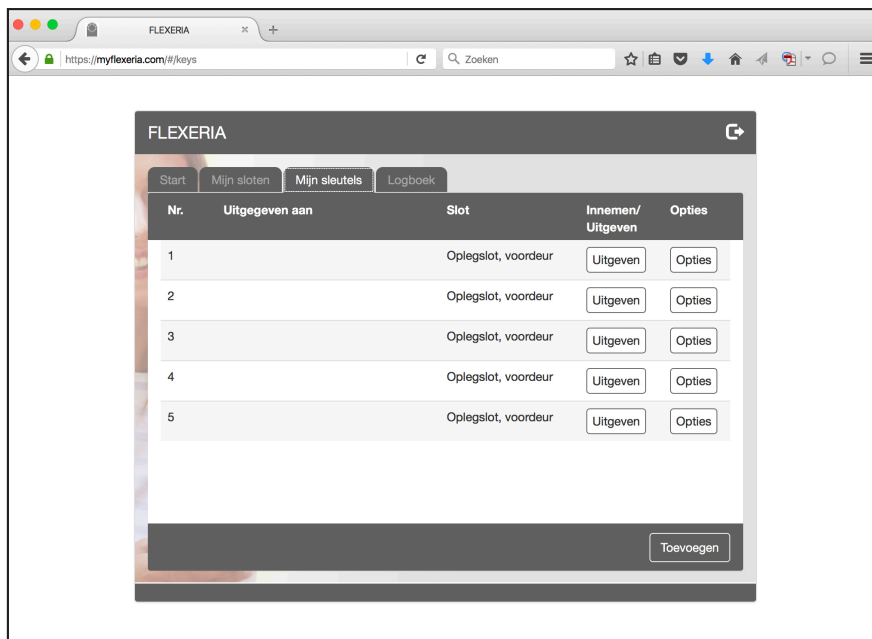 FLEXERIA
https://myflexeria.com/#/keys
Zoeken
FLEXERIA
Start Mijn sloten Mijn sleutels Logboek
Nr. Uitgegeven aan Slot Innemen/ Opties
Uitgeven
1 Oplegslot, voordeur Uitgeven Opties
2 Oplegslot, voordeur Uitgeven Opties
3 Oplegslot, voordeur Uitgeven Opties
4 Oplegslot, voordeur Uitgeven Opties
5 Oplegslot, voordeur Uitgeven Opties
Toevoegen